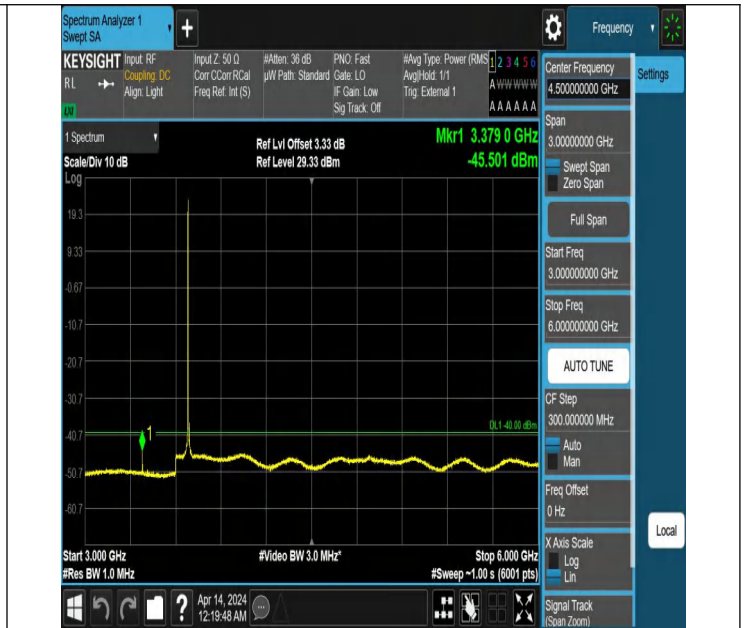 Spectrum Analyzer 1
Swept SA
+
Frequency
KEYSIGHT
RL
Input: RF
Coupling: DC
Align: Light
Input Z: 50 Ω
Corr CCorr RCal
Freq Ref: Int (S)
#Atten: 36 dB
µW Path: Standard
PNO: Fast
Gate: LO
IF Gain: Low
Sig Track: Off
#Avg Type: Power (RMS
Avg|Hold: 1/1
Trig: External 1
1 2 3 4 5 6
A W W W W W
A A A A A A
1 Spectrum
Scale/Div 10 dB
Log
Ref Lvl Offset 3.33 dB
Ref Level 29.33 dBm
Mkr1 3.379 0 GHz
-45.501 dBm
19.3
9.33
-0.67
-10.7
-20.7
-30.7
-40.7
-50.7
-60.7
1
DL1 -40.00 dBm
Start 3.000 GHz
#Res BW 1.0 MHz
#Video BW 3.0 MHz*
Stop 6.000 GHz
#Sweep ~1.00 s (6001 pts)
Center Frequency
4.500000000 GHz
Settings
Span
3.00000000 GHz
Swept Span
Zero Span
Full Span
Start Freq
3.000000000 GHz
Stop Freq
6.000000000 GHz
AUTO TUNE
CF Step
300.000000 MHz
Auto
Man
Freq Offset
0 Hz
X Axis Scale
Log
Lin
Local
Signal Track
(Span Zoom)
?
Apr 14, 2024
12:19:48 AM